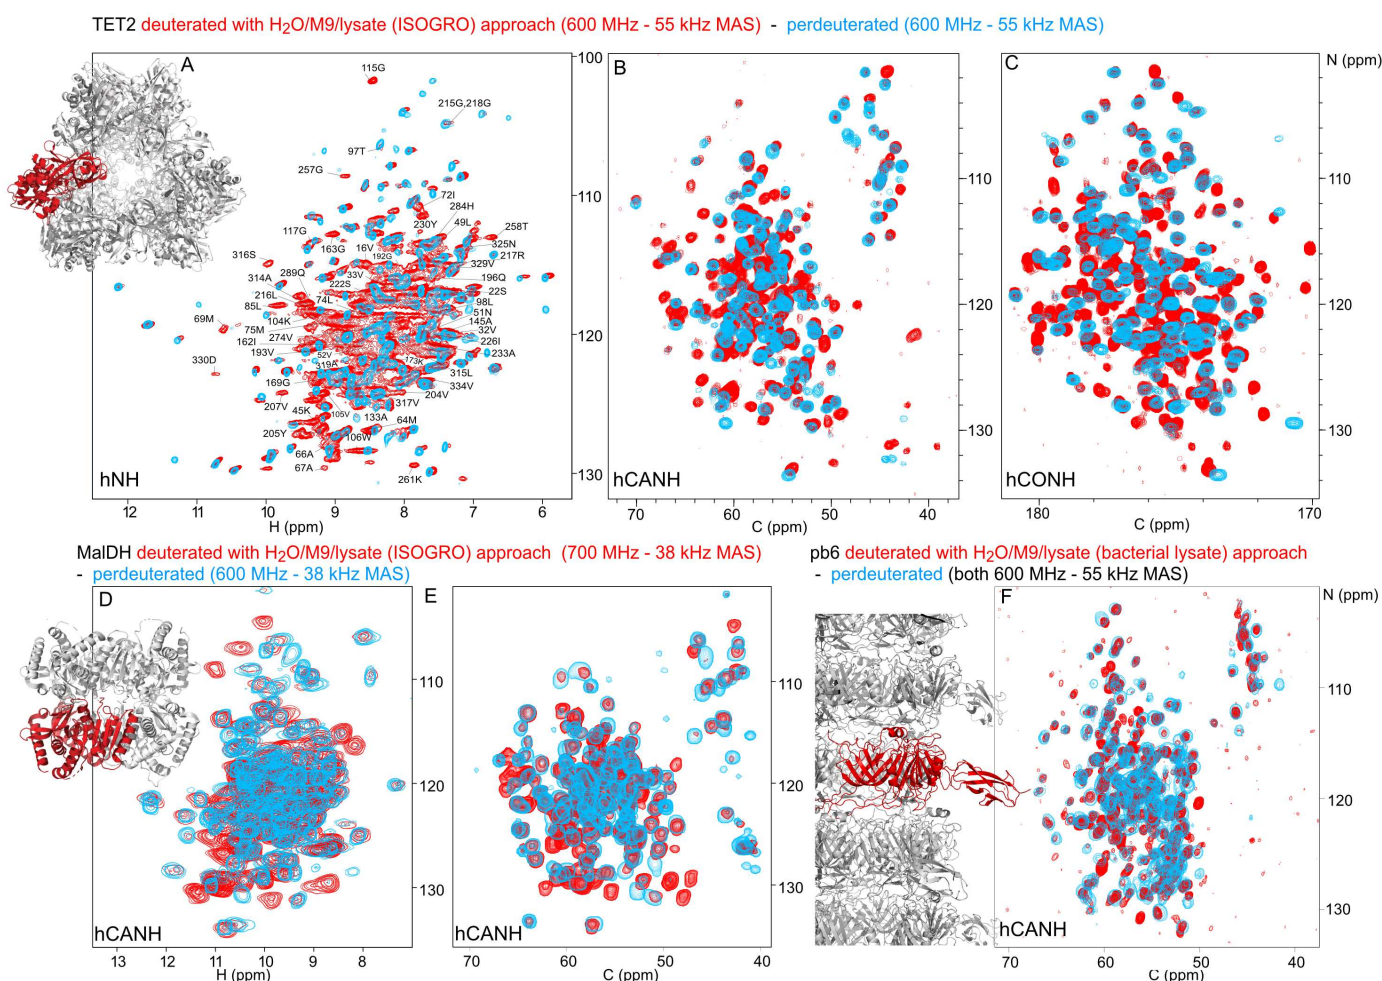 TET2 deuterated with H2O/M9/lysate (ISOGRO) approach (600 MHz - 55 kHz MAS) - perdeuterated (600 MHz - 55 kHz MAS)
A
115G
215G,218G
97T
257G
72I
284H
49L
230Y
258T
117G
163G
16V
192G
325N
217R
316S
329V
289Q
33V
314A
222S
196Q
216L
74L
22S
85L
98L
51N
69M
104K
145A
75M
274V
32V
162I
226I
193V
52V
173K
233A
319A
330D
315L
169G
334V
204V
207V
317V
45K
105V
133A
64M
205Y
106W
66A
67A
261K
hNH
100
110
120
130
12 11 10 9 8 7 6
H (ppm)
B
hCANH
110
120
130
70 60 50 40
C (ppm)
C
N (ppm)
hCONH
110
120
130
180 170
C (ppm)
MalDH deuterated with H2O/M9/lysate (ISOGRO) approach (700 MHz - 38 kHz MAS)
- perdeuterated (600 MHz - 38 kHz MAS)
D
hCANH
110
120
130
13 12 11 10 9 8
H (ppm)
E
hCANH
110
120
130
60 50 40
C (ppm)
pb6 deuterated with H2O/M9/lysate (bacterial lysate) approach
- perdeuterated (both 600 MHz - 55 kHz MAS)
F
N (ppm)
hCANH
110
120
130
70 60 50 40
C (ppm)